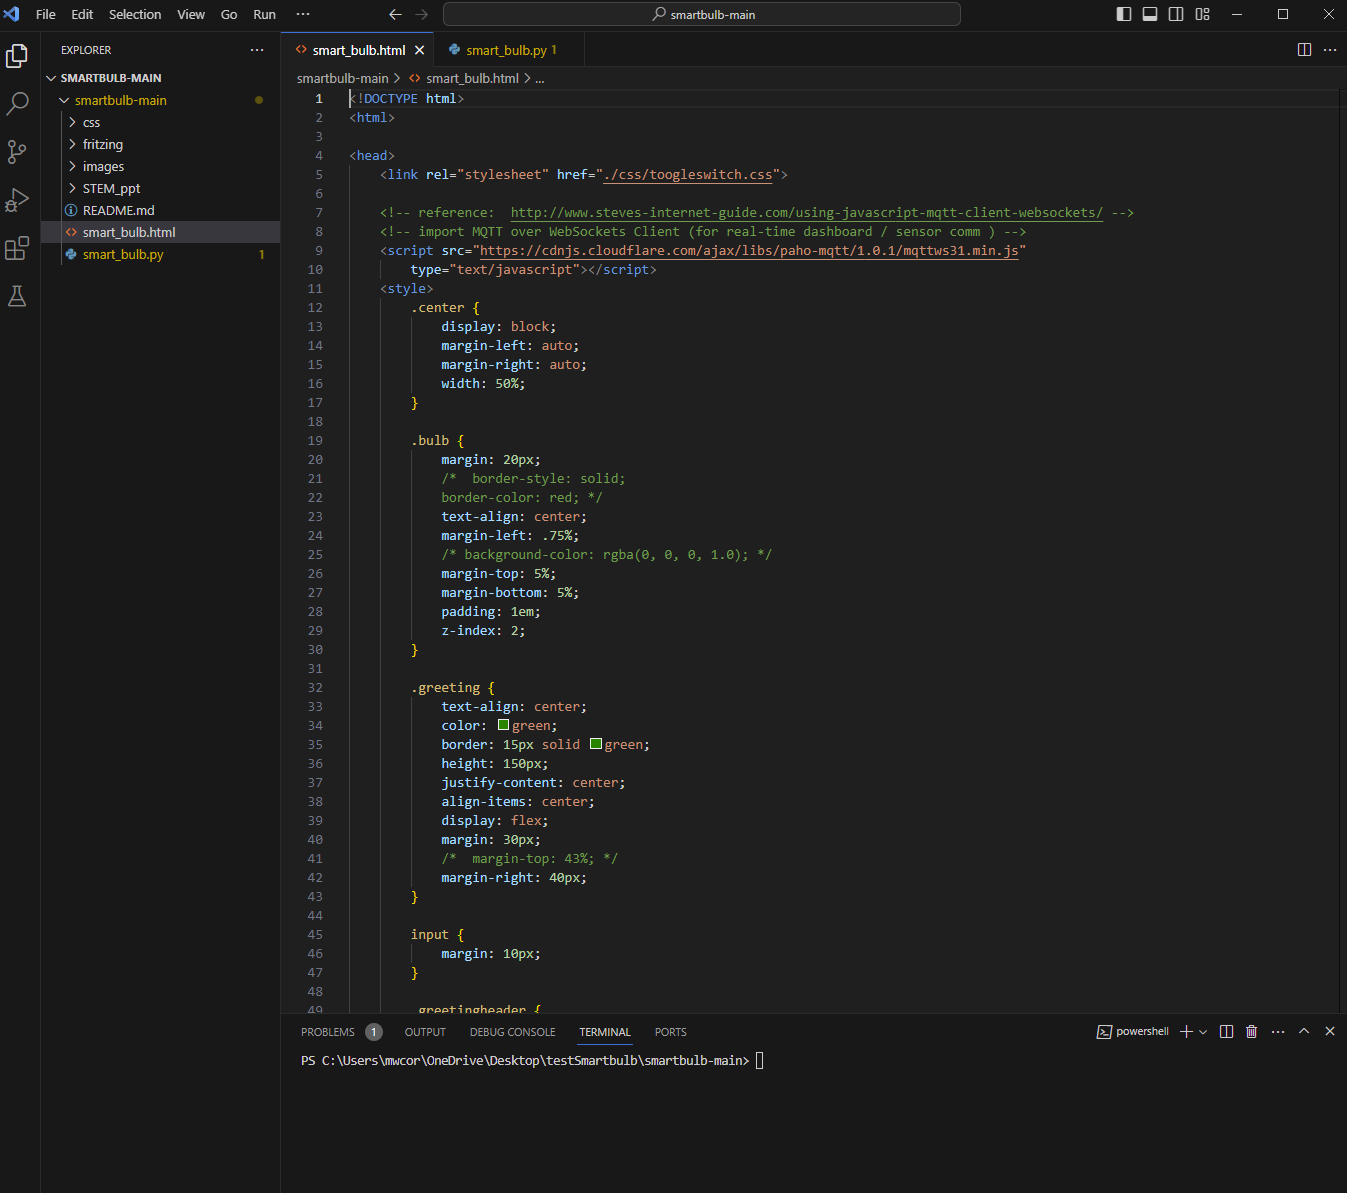 File Edit Selection View Go Run ··· smartbulb-main
EXPLORER ···
SMARTBULB-MAIN
smartbulb-main
css
fritzing
images
STEM_ppt
README.md
smart_bulb.html
smart_bulb.py 1
smart_bulb.html smart_bulb.py 1
smartbulb-main > smart_bulb.html > ...
1 <!DOCTYPE html>
2 <html>
3
4 <head>
5 <link rel="stylesheet" href="./css/toogleswitch.css">
6
7 <!-- reference:  http://www.steves-internet-guide.com/using-javascript-mqtt-client-websockets/ -->
8 <!-- import MQTT over WebSockets Client (for real-time dashboard / sensor comm ) -->
9 <script src="https://cdnjs.cloudflare.com/ajax/libs/paho-mqtt/1.0.1/mqttws31.min.js"
10 type="text/javascript"></script>
11 <style>
12 .center {
13 display: block;
14 margin-left: auto;
15 margin-right: auto;
16 width: 50%;
17 }
18
19 .bulb {
20 margin: 20px;
21 /*  border-style: solid;
22 border-color: red; */
23 text-align: center;
24 margin-left: .75%;
25 /* background-color: rgba(0, 0, 0, 1.0); */
26 margin-top: 5%;
27 margin-bottom: 5%;
28 padding: 1em;
29 z-index: 2;
30 }
31
32 .greeting {
33 text-align: center;
34 color: green;
35 border: 15px solid green;
36 height: 150px;
37 justify-content: center;
38 align-items: center;
39 display: flex;
40 margin: 30px;
41 /*  margin-top: 43%; */
42 margin-right: 40px;
43 }
44
45 input {
46 margin: 10px;
47 }
48
49 .greetingheader {
PROBLEMS 1 OUTPUT DEBUG CONSOLE TERMINAL PORTS powershell
PS C:\Users\mwcor\OneDrive\Desktop\testSmartbulb\smartbulb-main>